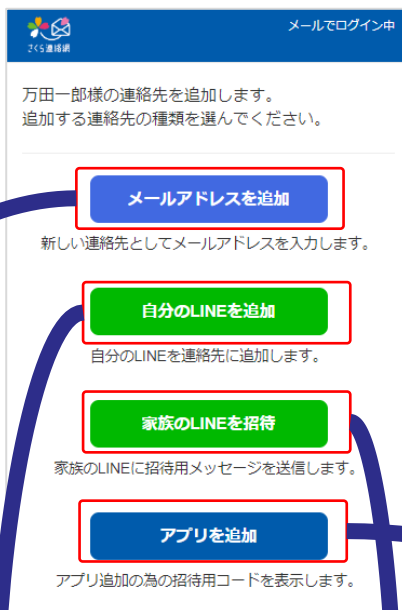 さくら連絡網
メールでログイン中
万田一郎様の連絡先を追加します。
追加する連絡先の種類を選んでください。
メールアドレスを追加
新しい連絡先としてメールアドレスを入力します。
自分のLINEを追加
自分のLINEを連絡先に追加します。
家族のLINEを招待
家族のLINEに招待用メッセージを送信します。
アプリを追加
アプリ追加の為の招待用コードを表示します。